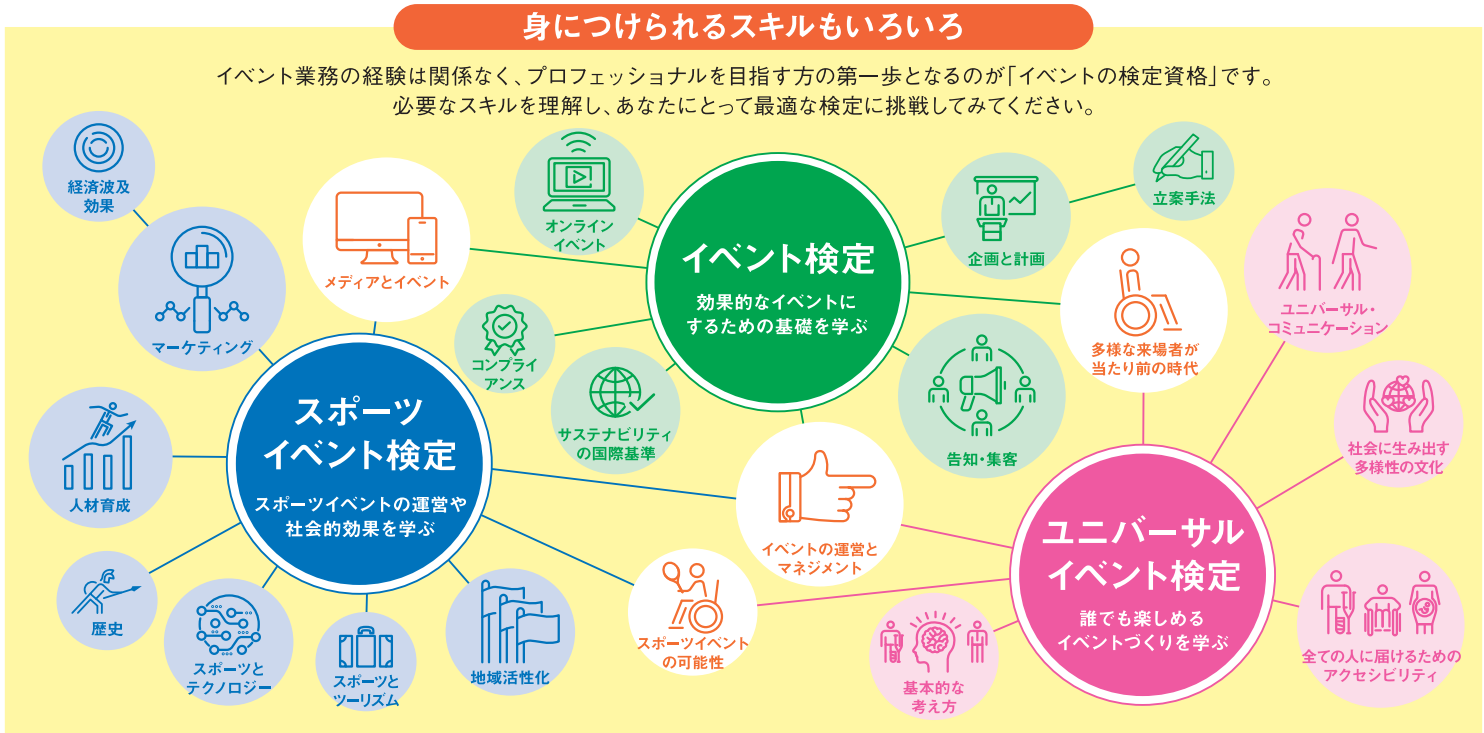 身につけられるスキルもいろいろ
イベント業務の経験は関係なく、プロフェッショナルを目指す方の第一歩となるのが「イベントの検定資格」です。
必要なスキルを理解し、あなたにとって最適な検定に挑戦してみてください。
経済波及
効果
マーケティング
メディアとイベント
オンライン
イベント
コンプライ
アンス
サステナビリティ
の国際基準
イベント検定
効果的なイベントに
するための基礎を学ぶ
企画と計画
立案手法
多様な来場者が
当たり前の時代
告知・集客
ユニバーサル・
コミュニケーション
社会に生み出す
多様性の文化
スポーツ
イベント検定
スポーツイベントの運営や
社会的効果を学ぶ
人材育成
歴史
スポーツと
テクノロジー
スポーツと
ツーリズム
地域活性化
イベントの運営と
マネジメント
スポーツイベント
の可能性
ユニバーサル
イベント検定
誰でも楽しめる
イベントづくりを学ぶ
基本的な
考え方
全ての人に届けるための
アクセシビリティ